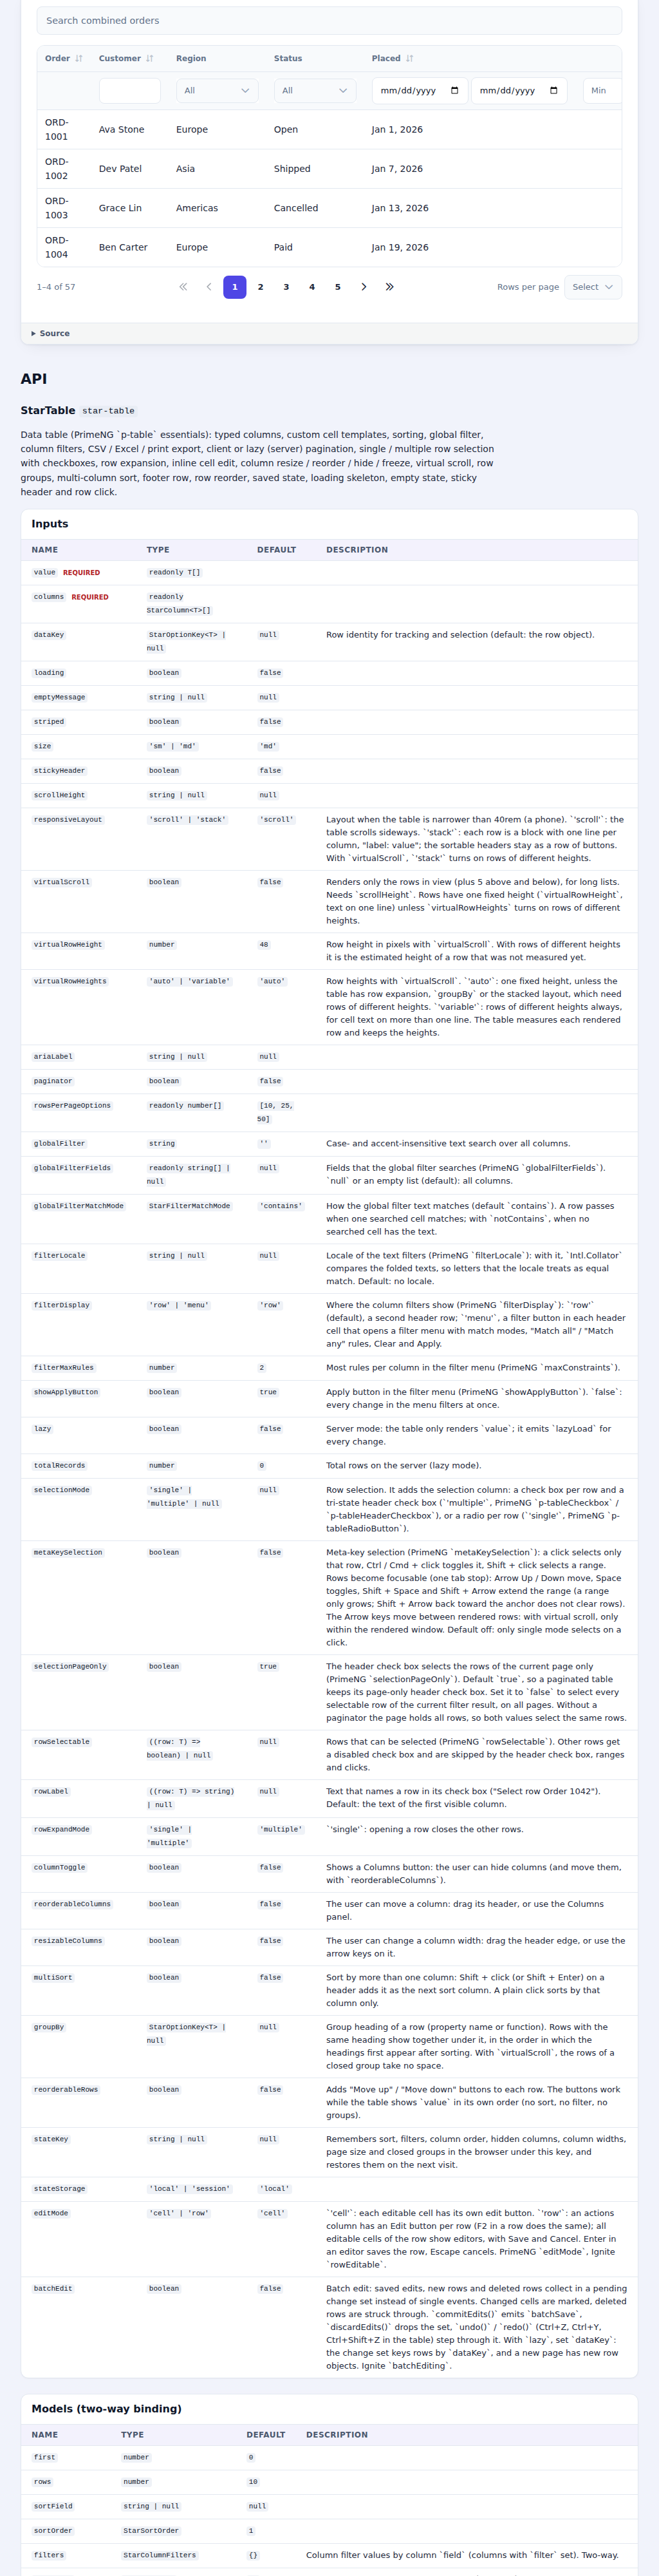 Search combined orders
Order Customer Region Status Placed
All All mm/dd/yyyy mm/dd/yyyy Min
ORD-
1001 Ava Stone Europe Open Jan 1, 2026
ORD-
1002 Dev Patel Asia Shipped Jan 7, 2026
ORD-
1003 Grace Lin Americas Cancelled Jan 13, 2026
ORD-
1004 Ben Carter Europe Paid Jan 19, 2026
1–4 of 57 1 2 3 4 5 Rows per page Select
Source
API
StarTable star-table
Data table (PrimeNG `p-table` essentials): typed columns, custom cell templates, sorting, global filter,
column filters, CSV / Excel / print export, client or lazy (server) pagination, single / multiple row selection
with checkboxes, row expansion, inline cell edit, column resize / reorder / hide / freeze, virtual scroll, row
groups, multi-column sort, footer row, row reorder, saved state, loading skeleton, empty state, sticky
header and row click.
Inputs
NAME TYPE DEFAULT DESCRIPTION
value REQUIRED readonly T[]
columns REQUIRED readonly
StarColumn<T>[]
dataKey StarOptionKey<T> | null Row identity for tracking and selection (default: the row object).
null
loading boolean false
emptyMessage string | null null
striped boolean false
size 'sm' | 'md' 'md'
stickyHeader boolean false
scrollHeight string | null null
responsiveLayout 'scroll' | 'stack' 'scroll' Layout when the table is narrower than 40rem (a phone). `'scroll'`: the
table scrolls sideways. `'stack'`: each row is a block with one line per
column, "label: value"; the sortable headers stay as a row of buttons.
With `virtualScroll`, `'stack'` turns on rows of different heights.
virtualScroll boolean false Renders only the rows in view (plus 5 above and below), for long lists.
Needs `scrollHeight`. Rows have one fixed height (`virtualRowHeight`,
text on one line) unless `virtualRowHeights` turns on rows of different
heights.
virtualRowHeight number 48 Row height in pixels with `virtualScroll`. With rows of different heights
it is the estimated height of a row that was not measured yet.
virtualRowHeights 'auto' | 'variable' 'auto' Row heights with `virtualScroll`. `'auto'`: one fixed height, unless the
table has row expansion, `groupBy` or the stacked layout, which need
rows of different heights. `'variable'`: rows of different heights always,
for cell text on more than one line. The table measures each rendered
row and keeps the heights.
ariaLabel string | null null
paginator boolean false
rowsPerPageOptions readonly number[] [10, 25,
50]
globalFilter string '' Case- and accent-insensitive text search over all columns.
globalFilterFields readonly string[] | null Fields that the global filter searches (PrimeNG `globalFilterFields`).
null `null` or an empty list (default): all columns.
globalFilterMatchMode StarFilterMatchMode 'contains' How the global filter text matches (default `contains`). A row passes
when one searched cell matches; with `notContains`, when no
searched cell has the text.
filterLocale string | null null Locale of the text filters (PrimeNG `filterLocale`): with it, `Intl.Collator`
compares the folded texts, so letters that the locale treats as equal
match. Default: no locale.
filterDisplay 'row' | 'menu' 'row' Where the column filters show (PrimeNG `filterDisplay`): `'row'`
(default), a second header row; `'menu'`, a filter button in each header
cell that opens a filter menu with match modes, "Match all" / "Match
any" rules, Clear and Apply.
filterMaxRules number 2 Most rules per column in the filter menu (PrimeNG `maxConstraints`).
showApplyButton boolean true Apply button in the filter menu (PrimeNG `showApplyButton`). `false`:
every change in the menu filters at once.
lazy boolean false Server mode: the table only renders `value`; it emits `lazyLoad` for
every change.
totalRecords number 0 Total rows on the server (lazy mode).
selectionMode 'single' | null Row selection. It adds the selection column: a check box per row and a
'multiple' | null tri-state header check box (`'multiple'`, PrimeNG `p-tableCheckbox` /
`p-tableHeaderCheckbox`), or a radio per row (`'single'`, PrimeNG `p-
tableRadioButton`).
metaKeySelection boolean false Meta-key selection (PrimeNG `metaKeySelection`): a click selects only
that row, Ctrl / Cmd + click toggles it, Shift + click selects a range.
Rows become focusable (one tab stop): Arrow Up / Down move, Space
toggles, Shift + Space and Shift + Arrow extend the range (a range
only grows; Shift + Arrow back toward the anchor does not clear rows).
The Arrow keys move between rendered rows: with virtual scroll, only
within the rendered window. Default off: only single mode selects on a
click.
selectionPageOnly boolean true The header check box selects the rows of the current page only
(PrimeNG `selectionPageOnly`). Default `true`, so a paginated table
keeps its page-only header check box. Set it to `false` to select every
selectable row of the current filter result, on all pages. Without a
paginator the page holds all rows, so both values select the same rows.
rowSelectable ((row: T) => null Rows that can be selected (PrimeNG `rowSelectable`). Other rows get
boolean) | null a disabled check box and are skipped by the header check box, ranges
and clicks.
rowLabel ((row: T) => string) null Text that names a row in its check box ("Select row Order 1042").
| null Default: the text of the first visible column.
rowExpandMode 'single' | 'multiple' `'single'`: opening a row closes the other rows.
'multiple'
columnToggle boolean false Shows a Columns button: the user can hide columns (and move them,
with `reorderableColumns`).
reorderableColumns boolean false The user can move a column: drag its header, or use the Columns
panel.
resizableColumns boolean false The user can change a column width: drag the header edge, or use the
arrow keys on it.
multiSort boolean false Sort by more than one column: Shift + click (or Shift + Enter) on a
header adds it as the next sort column. A plain click sorts by that
column only.
groupBy StarOptionKey<T> | null Group heading of a row (property name or function). Rows with the
null same heading show together under it, in the order in which the
headings first appear after sorting. With `virtualScroll`, the rows of a
closed group take no space.
reorderableRows boolean false Adds "Move up" / "Move down" buttons to each row. The buttons work
while the table shows `value` in its own order (no sort, no filter, no
groups).
stateKey string | null null Remembers sort, filters, column order, hidden columns, column widths,
page size and closed groups in the browser under this key, and
restores them on the next visit.
stateStorage 'local' | 'session' 'local'
editMode 'cell' | 'row' 'cell' `'cell'`: each editable cell has its own edit button. `'row'`: an actions
column has an Edit button per row (F2 in a row does the same); all
editable cells of the row show editors, with Save and Cancel. Enter in
an editor saves the row, Escape cancels. PrimeNG `editMode`, Ignite
`rowEditable`.
batchEdit boolean false Batch edit: saved edits, new rows and deleted rows collect in a pending
change set instead of single events. Changed cells are marked, deleted
rows are struck through. `commitEdits()` emits `batchSave`,
`discardEdits()` drops the set, `undo()` / `redo()` (Ctrl+Z, Ctrl+Y,
Ctrl+Shift+Z in the table) step through it. With `lazy`, set `dataKey`:
the change set keys rows by `dataKey`, and a new page has new row
objects. Ignite `batchEditing`.
Models (two-way binding)
NAME TYPE DEFAULT DESCRIPTION
first number 0
rows number 10
sortField string | null null
sortOrder StarSortOrder 1
filters StarColumnFilters {} Column filter values by column `field` (columns with `filter` set). Two-way.